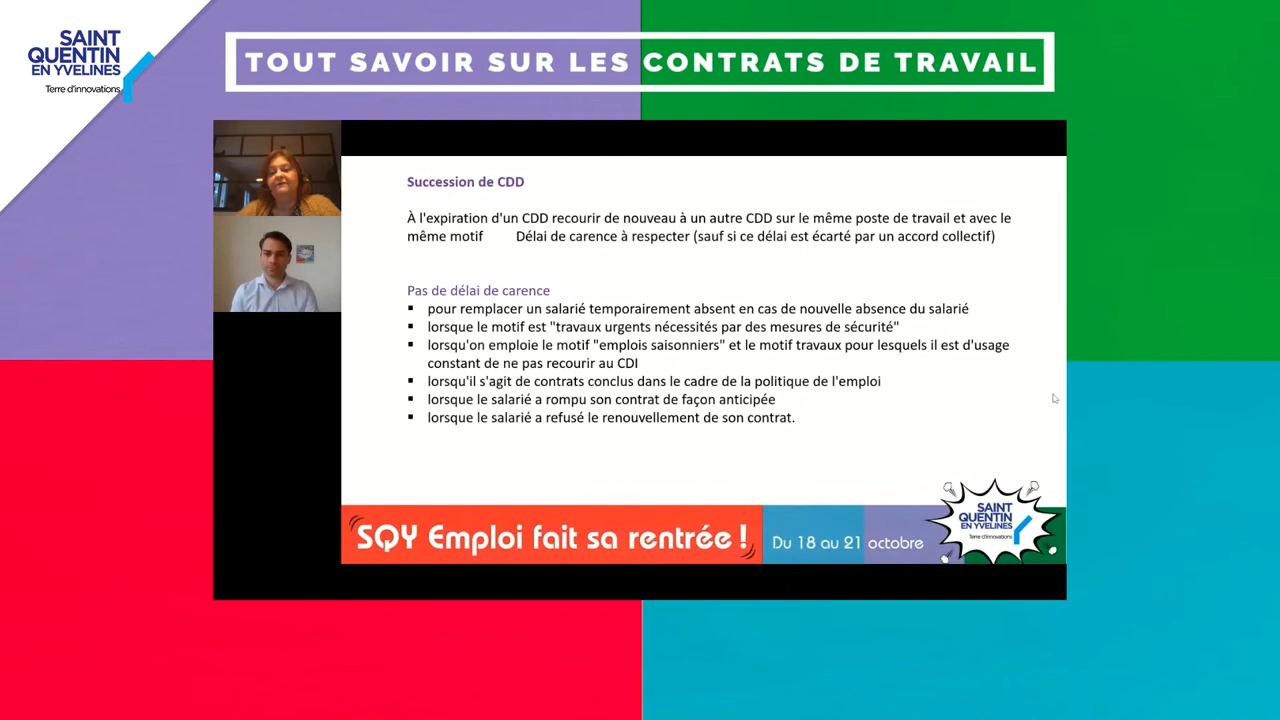 SAINT
QUENTIN
EN YVELINES
Terre d'innovations
TOUT SAVOIR SUR LES CONTRATS DE TRAVAIL
Succession de CDD
À l'expiration d'un CDD recourir de nouveau à un autre CDD sur le même poste de travail et avec le
même motif Délai de carence à respecter (sauf si ce délai est écarté par un accord collectif)
Pas de délai de carence
▪ pour remplacer un salarié temporairement absent en cas de nouvelle absence du salarié
▪ lorsque le motif est "travaux urgents nécessités par des mesures de sécurité"
▪ lorsqu'on emploie le motif "emplois saisonniers" et le motif travaux pour lesquels il est d'usage
constant de ne pas recourir au CDI
▪ lorsqu'il s'agit de contrats conclus dans le cadre de la politique de l'emploi
▪ lorsque le salarié a rompu son contrat de façon anticipée
▪ lorsque le salarié a refusé le renouvellement de son contrat.
SQY Emploi fait sa rentrée !
Du 18 au 21 octobre
SAINT
QUENTIN
EN YVELINES
Terre d'innovations